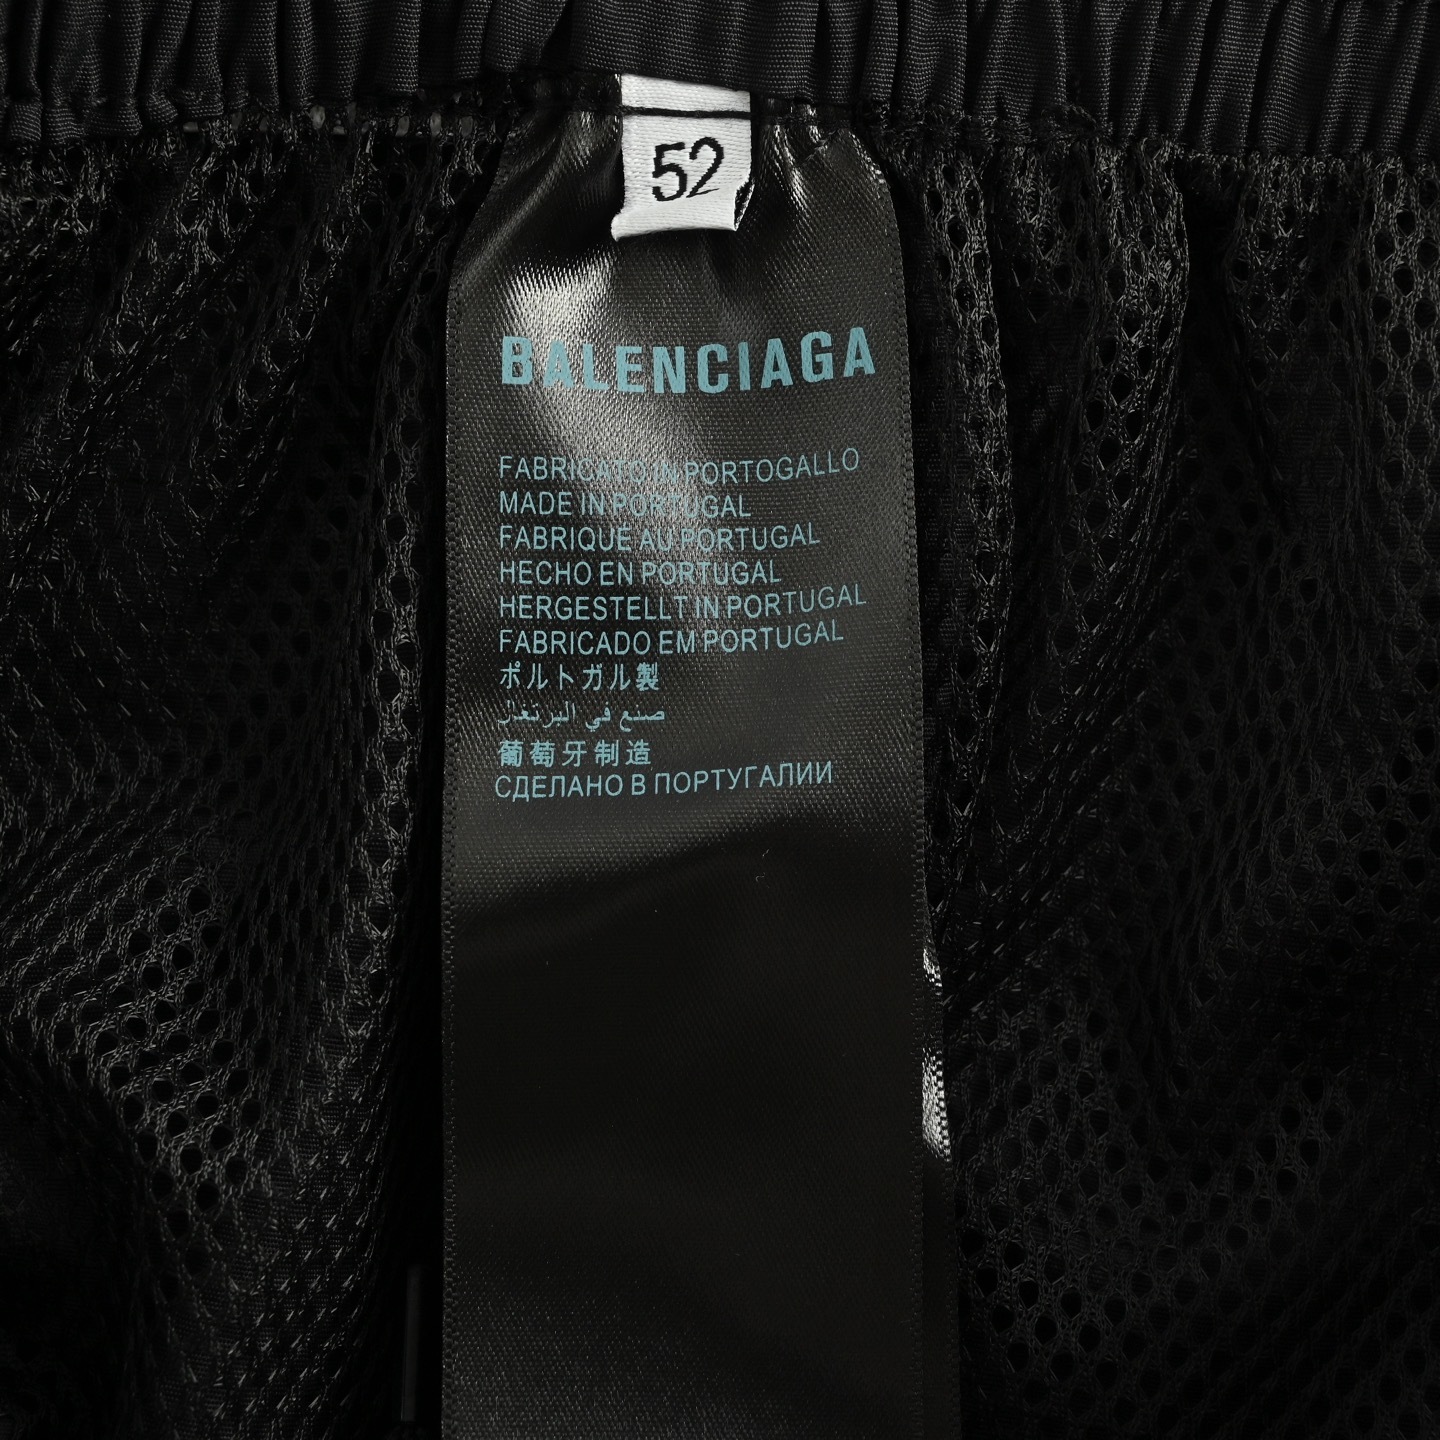 52
BALENCIAGA
FABRICATO IN PORTOGALLO
MADE IN PORTUGAL
FABRIQUE AU PORTUGAL
HECHO EN PORTUGAL
HERGESTELLT IN PORTUGAL
FABRICADO EM PORTUGAL
ポルトガル製
صنع في البرتغال
葡萄牙制造
СДЕЛАНО В ПОРТУГАЛИИ